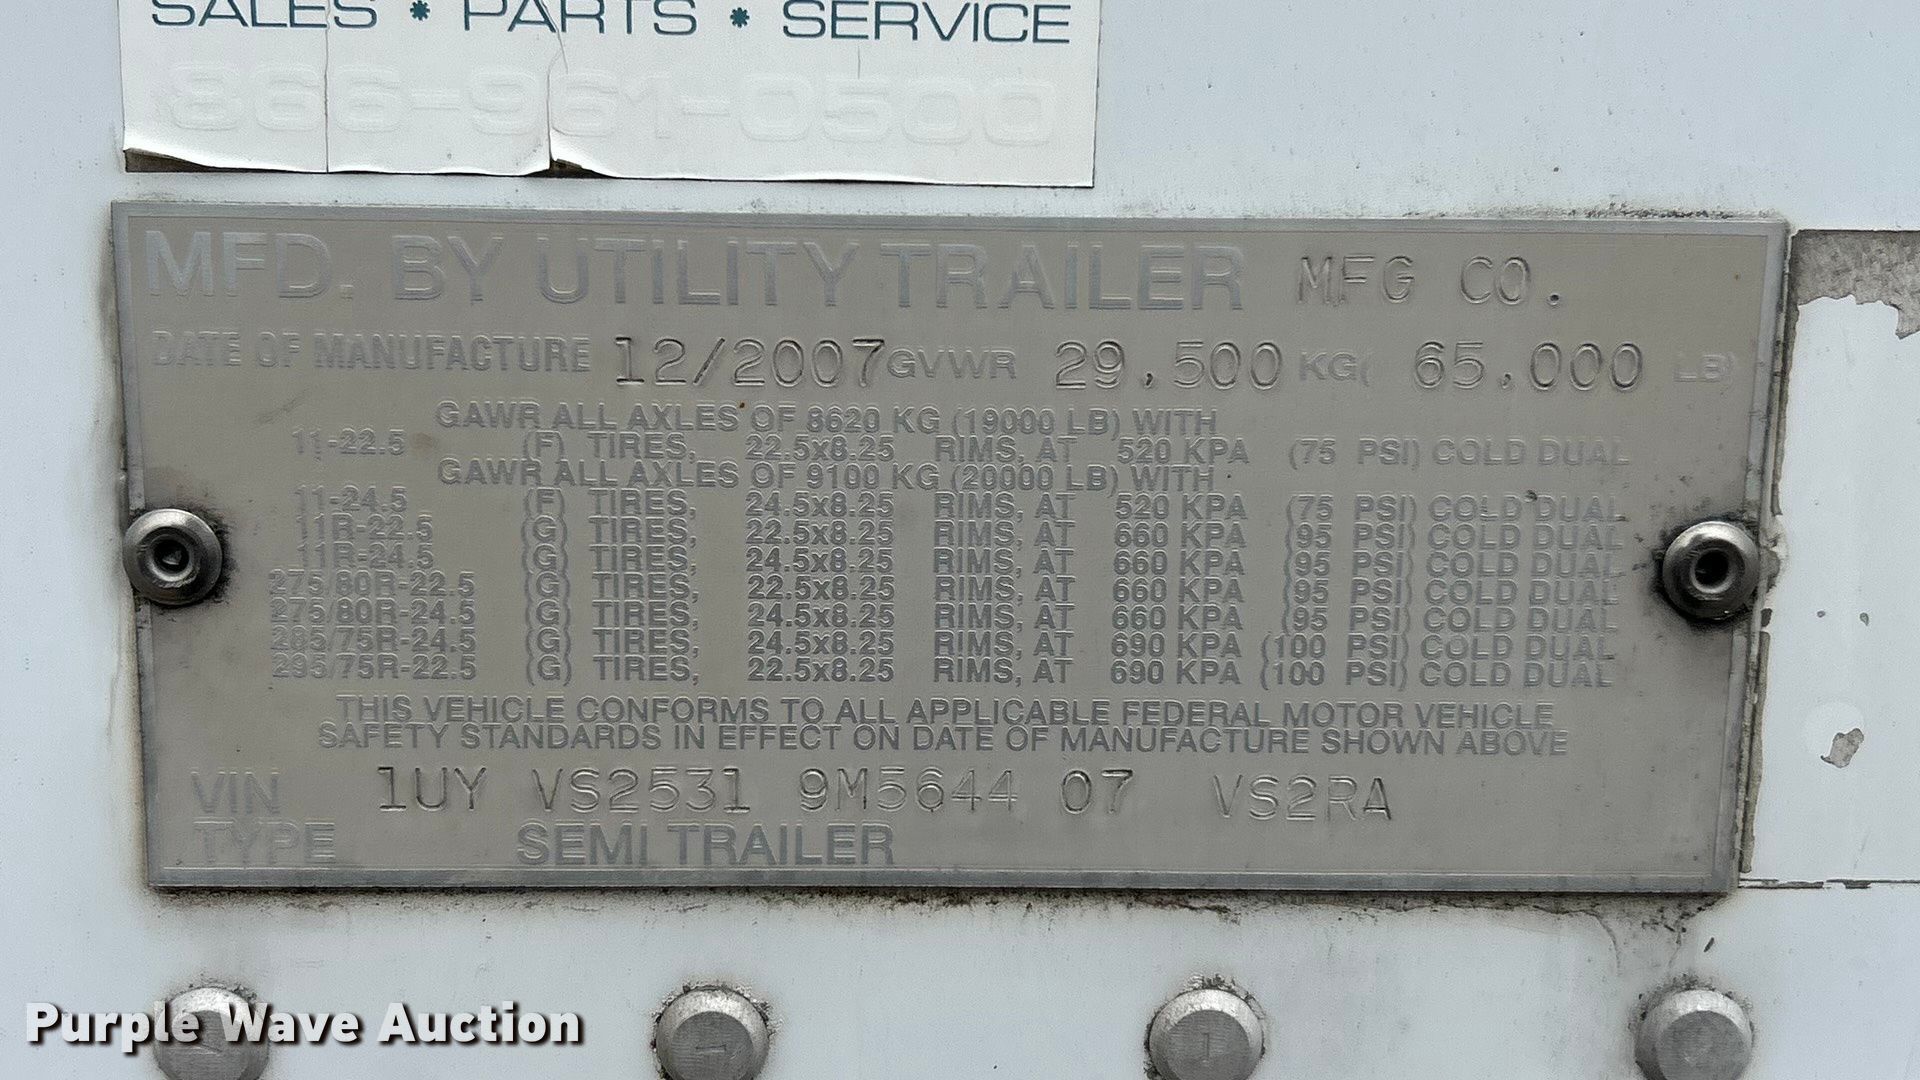 SALES * PARTS * SERVICE
866-961-0500
MFD. BY UTILITY TRAILER MFG CO.
DATE OF MANUFACTURE 12/2007 GVWR 29,500 KG( 65,000 LB)
GAWR ALL AXLES OF 8620 KG (19000 LB) WITH
11-22.5 (F) TIRES, 22.5x8.25 RIMS, AT 520 KPA (75 PSI) COLD DUAL
GAWR ALL AXLES OF 9100 KG (20000 LB) WITH
11-24.5 (F) TIRES, 24.5x8.25 RIMS, AT 520 KPA (75 PSI) COLD DUAL
11R-22.5 (G) TIRES, 22.5x8.25 RIMS, AT 660 KPA (95 PSI) COLD DUAL
11R-24.5 (G) TIRES, 24.5x8.25 RIMS, AT 660 KPA (95 PSI) COLD DUAL
275/80R-22.5 (G) TIRES, 22.5x8.25 RIMS, AT 660 KPA (95 PSI) COLD DUAL
275/80R-24.5 (G) TIRES, 24.5x8.25 RIMS, AT 660 KPA (95 PSI) COLD DUAL
285/75R-24.5 (G) TIRES, 24.5x8.25 RIMS, AT 690 KPA (100 PSI) COLD DUAL
295/75R-22.5 (G) TIRES, 22.5x8.25 RIMS, AT 690 KPA (100 PSI) COLD DUAL
THIS VEHICLE CONFORMS TO ALL APPLICABLE FEDERAL MOTOR VEHICLE
SAFETY STANDARDS IN EFFECT ON DATE OF MANUFACTURE SHOWN ABOVE
VIN 1UY VS2531 9M5644 07 VS2RA
TYPE SEMI TRAILER
Purple Wave Auction